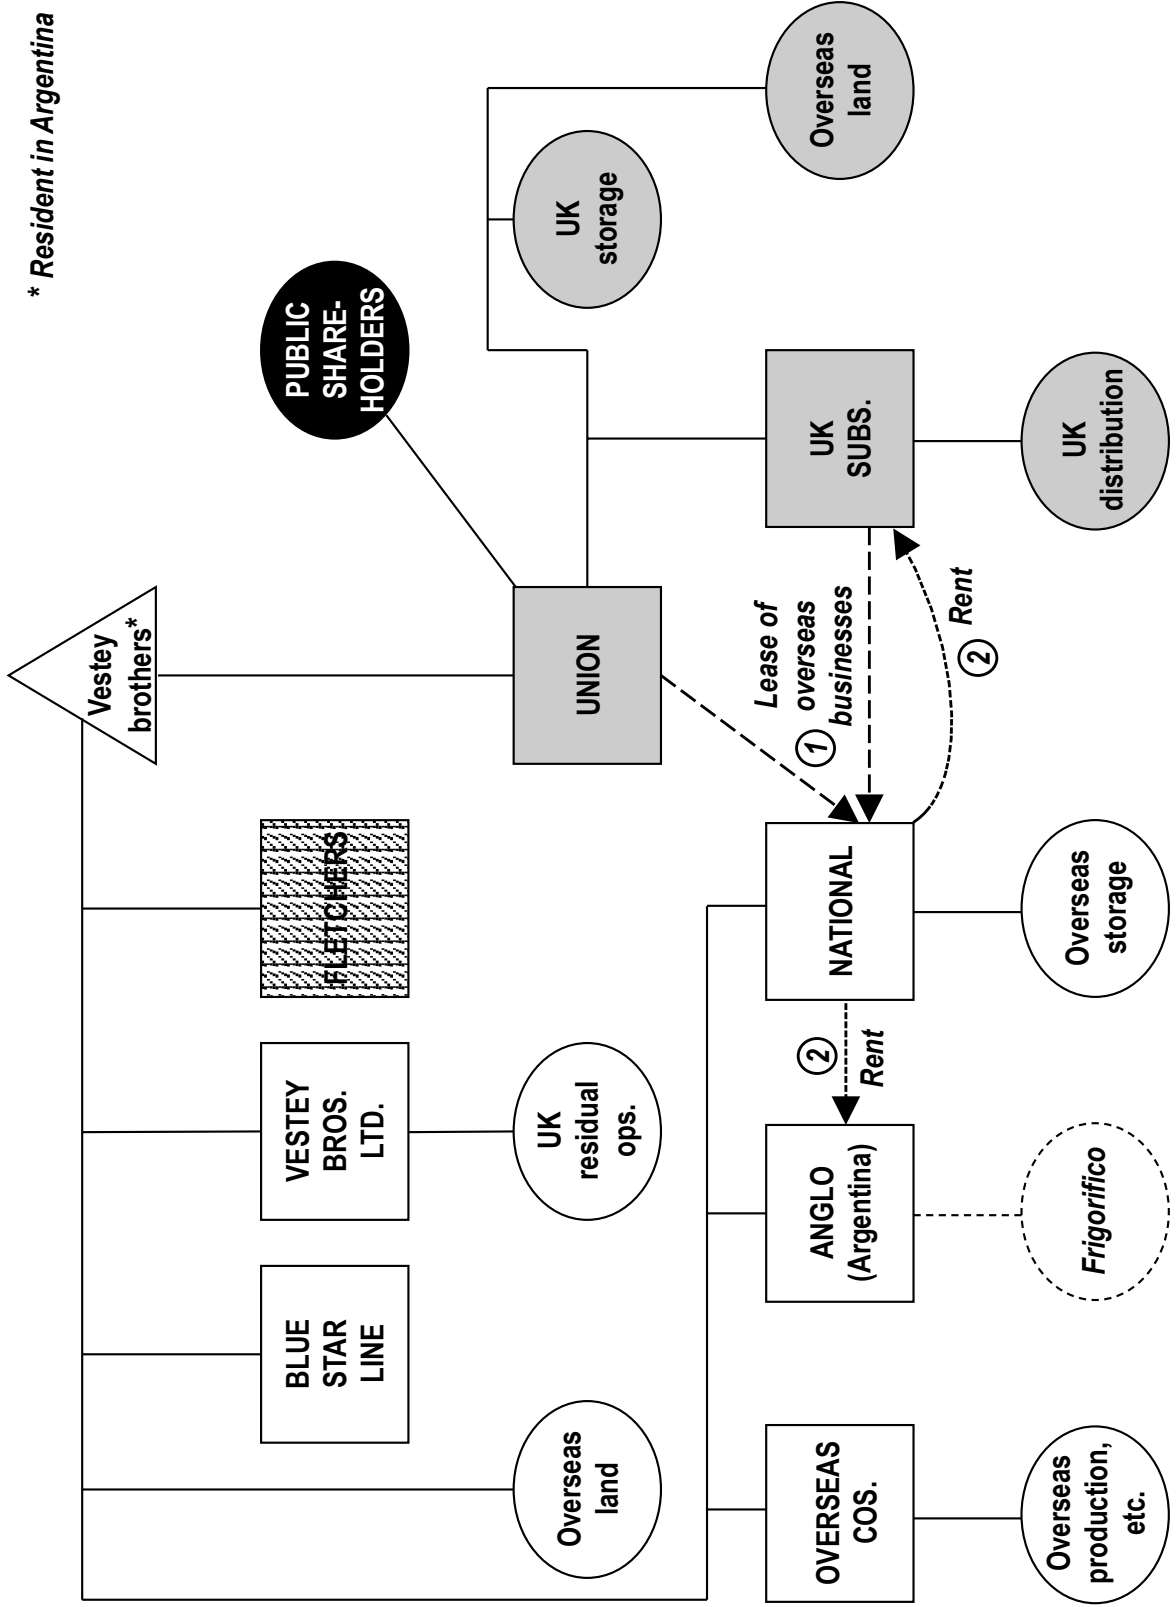 * Resident in Argentina
Vestey
brothers*
PUBLIC
SHARE-
HOLDERS
BLUE
STAR
LINE
VESTEY
BROS.
LTD.
FLETCHERS
Overseas
land
UK
residual
ops.
UNION
UK
storage
Lease of
overseas
businesses
1
OVERSEAS
COS.
ANGLO
(Argentina)
2
Rent
NATIONAL
2
Rent
UK
SUBS.
Overseas
land
Overseas
production,
etc.
Frigorifico
Overseas
storage
UK
distribution